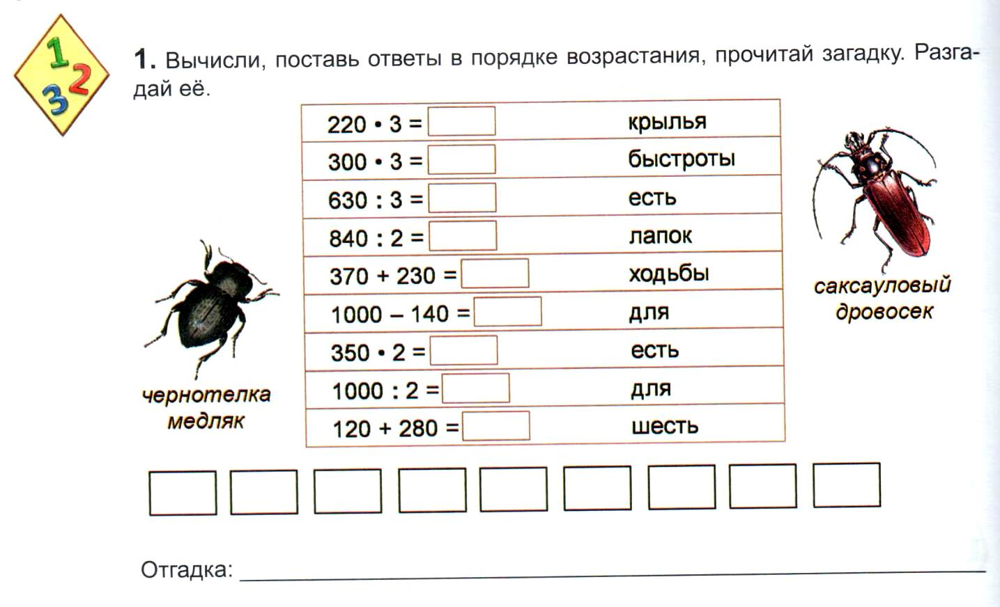 1
2
3
1. Вычисли, поставь ответы в порядке возрастания, прочитай загадку. Разга-
дай её.
220 • 3 = крылья
300 • 3 = быстроты
630 : 3 = есть
840 : 2 = лапок
370 + 230 = ходьбы
1000 – 140 = для
350 • 2 = есть
1000 : 2 = для
120 + 280 = шесть
саксауловый
дровосек
чернотелка
медляк
Отгадка: